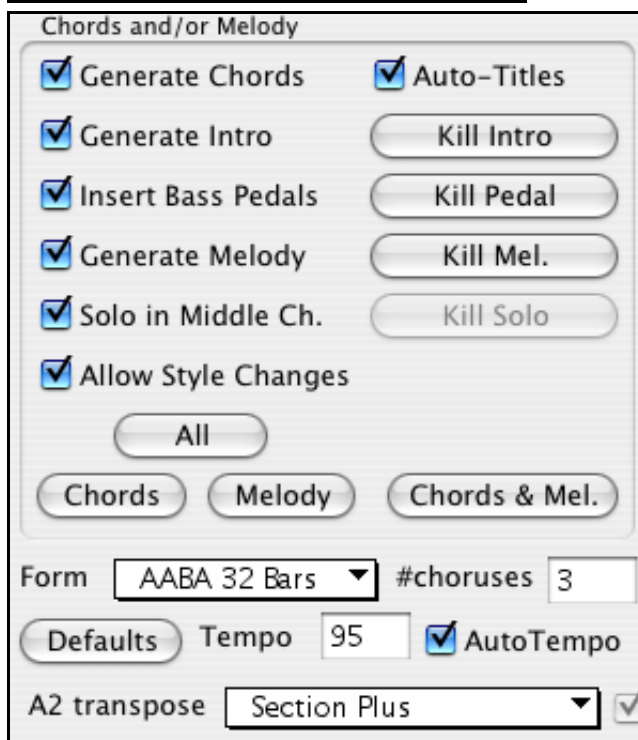 Chords and/or Melody
Generate Chords Auto-Titles
Generate Intro Kill Intro
Insert Bass Pedals Kill Pedal
Generate Melody Kill Mel.
Solo in Middle Ch. Kill Solo
Allow Style Changes
All
Chords Melody Chords & Mel.
Form AABA 32 Bars #choruses 3
Defaults Tempo 95 AutoTempo
A2 transpose Section Plus